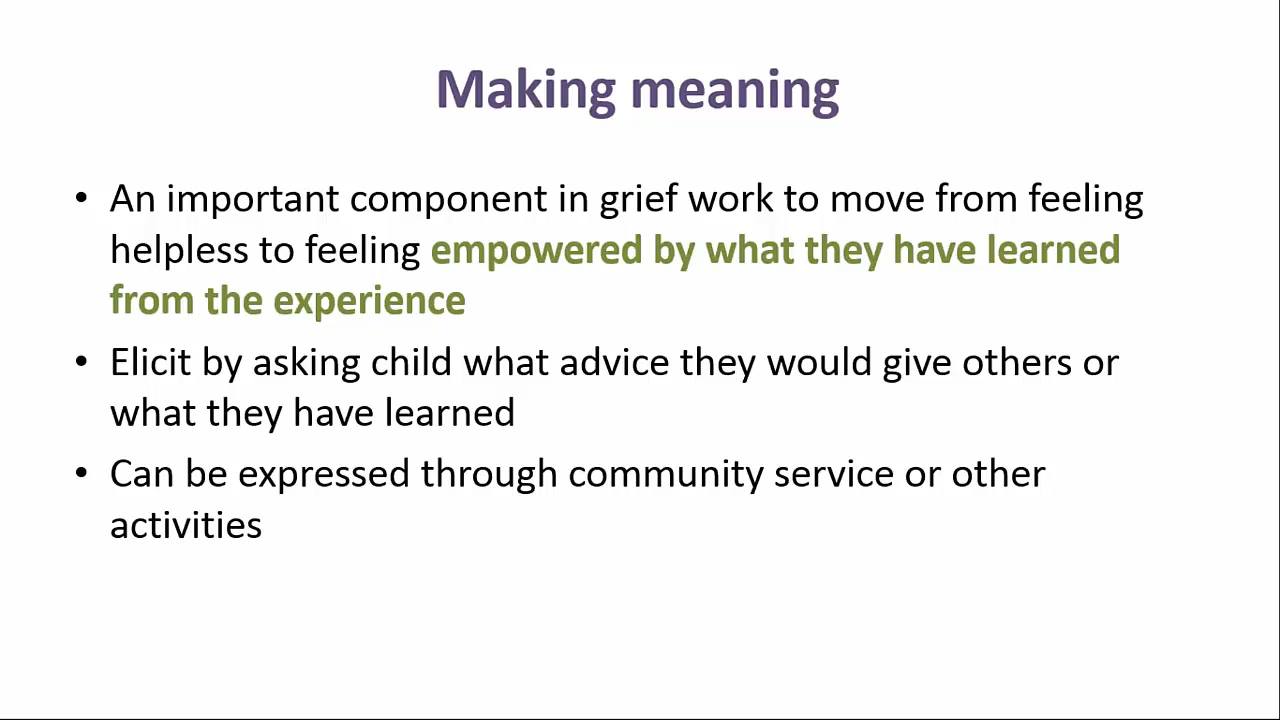 Making meaning
• An important component in grief work to move from feeling
helpless to feeling empowered by what they have learned
from the experience
• Elicit by asking child what advice they would give others or
what they have learned
• Can be expressed through community service or other
activities